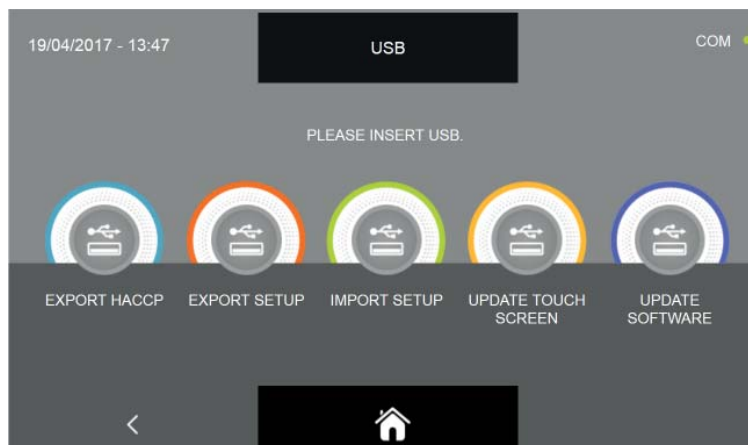 19/04/2017 - 13:47
USB
COM
PLEASE INSERT USB.
EXPORT HACCP
EXPORT SETUP
IMPORT SETUP
UPDATE TOUCH
SCREEN
UPDATE
SOFTWARE